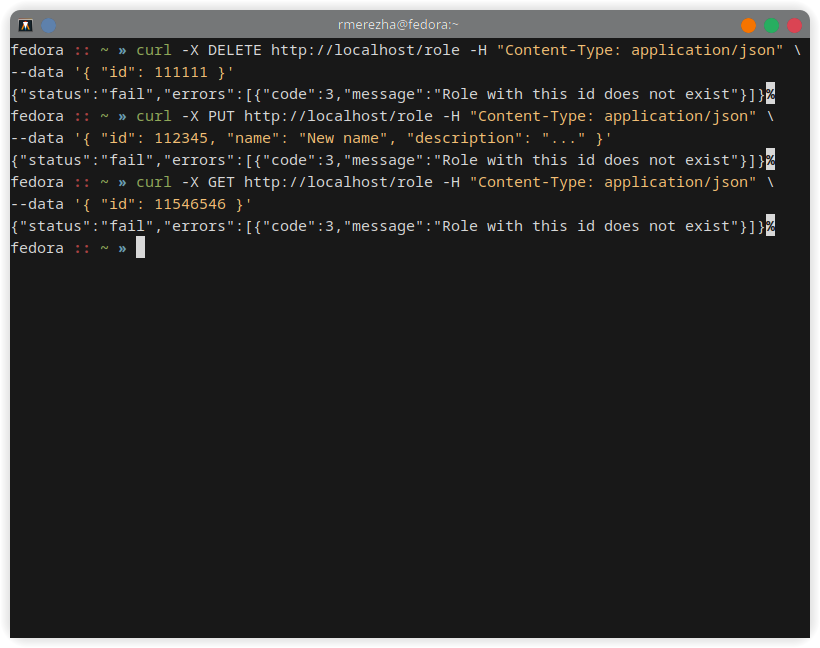 rmerezha@fedora:~
fedora :: ~ » curl -X DELETE http://localhost/role -H "Content-Type: application/json" \
--data '{ "id": 111111 }'
{"status":"fail","errors":[{"code":3,"message":"Role with this id does not exist"}]}%
fedora :: ~ » curl -X PUT http://localhost/role -H "Content-Type: application/json" \
--data '{ "id": 112345, "name": "New name", "description": "..." }'
{"status":"fail","errors":[{"code":3,"message":"Role with this id does not exist"}]}%
fedora :: ~ » curl -X GET http://localhost/role -H "Content-Type: application/json" \
--data '{ "id": 11546546 }'
{"status":"fail","errors":[{"code":3,"message":"Role with this id does not exist"}]}%
fedora :: ~ »